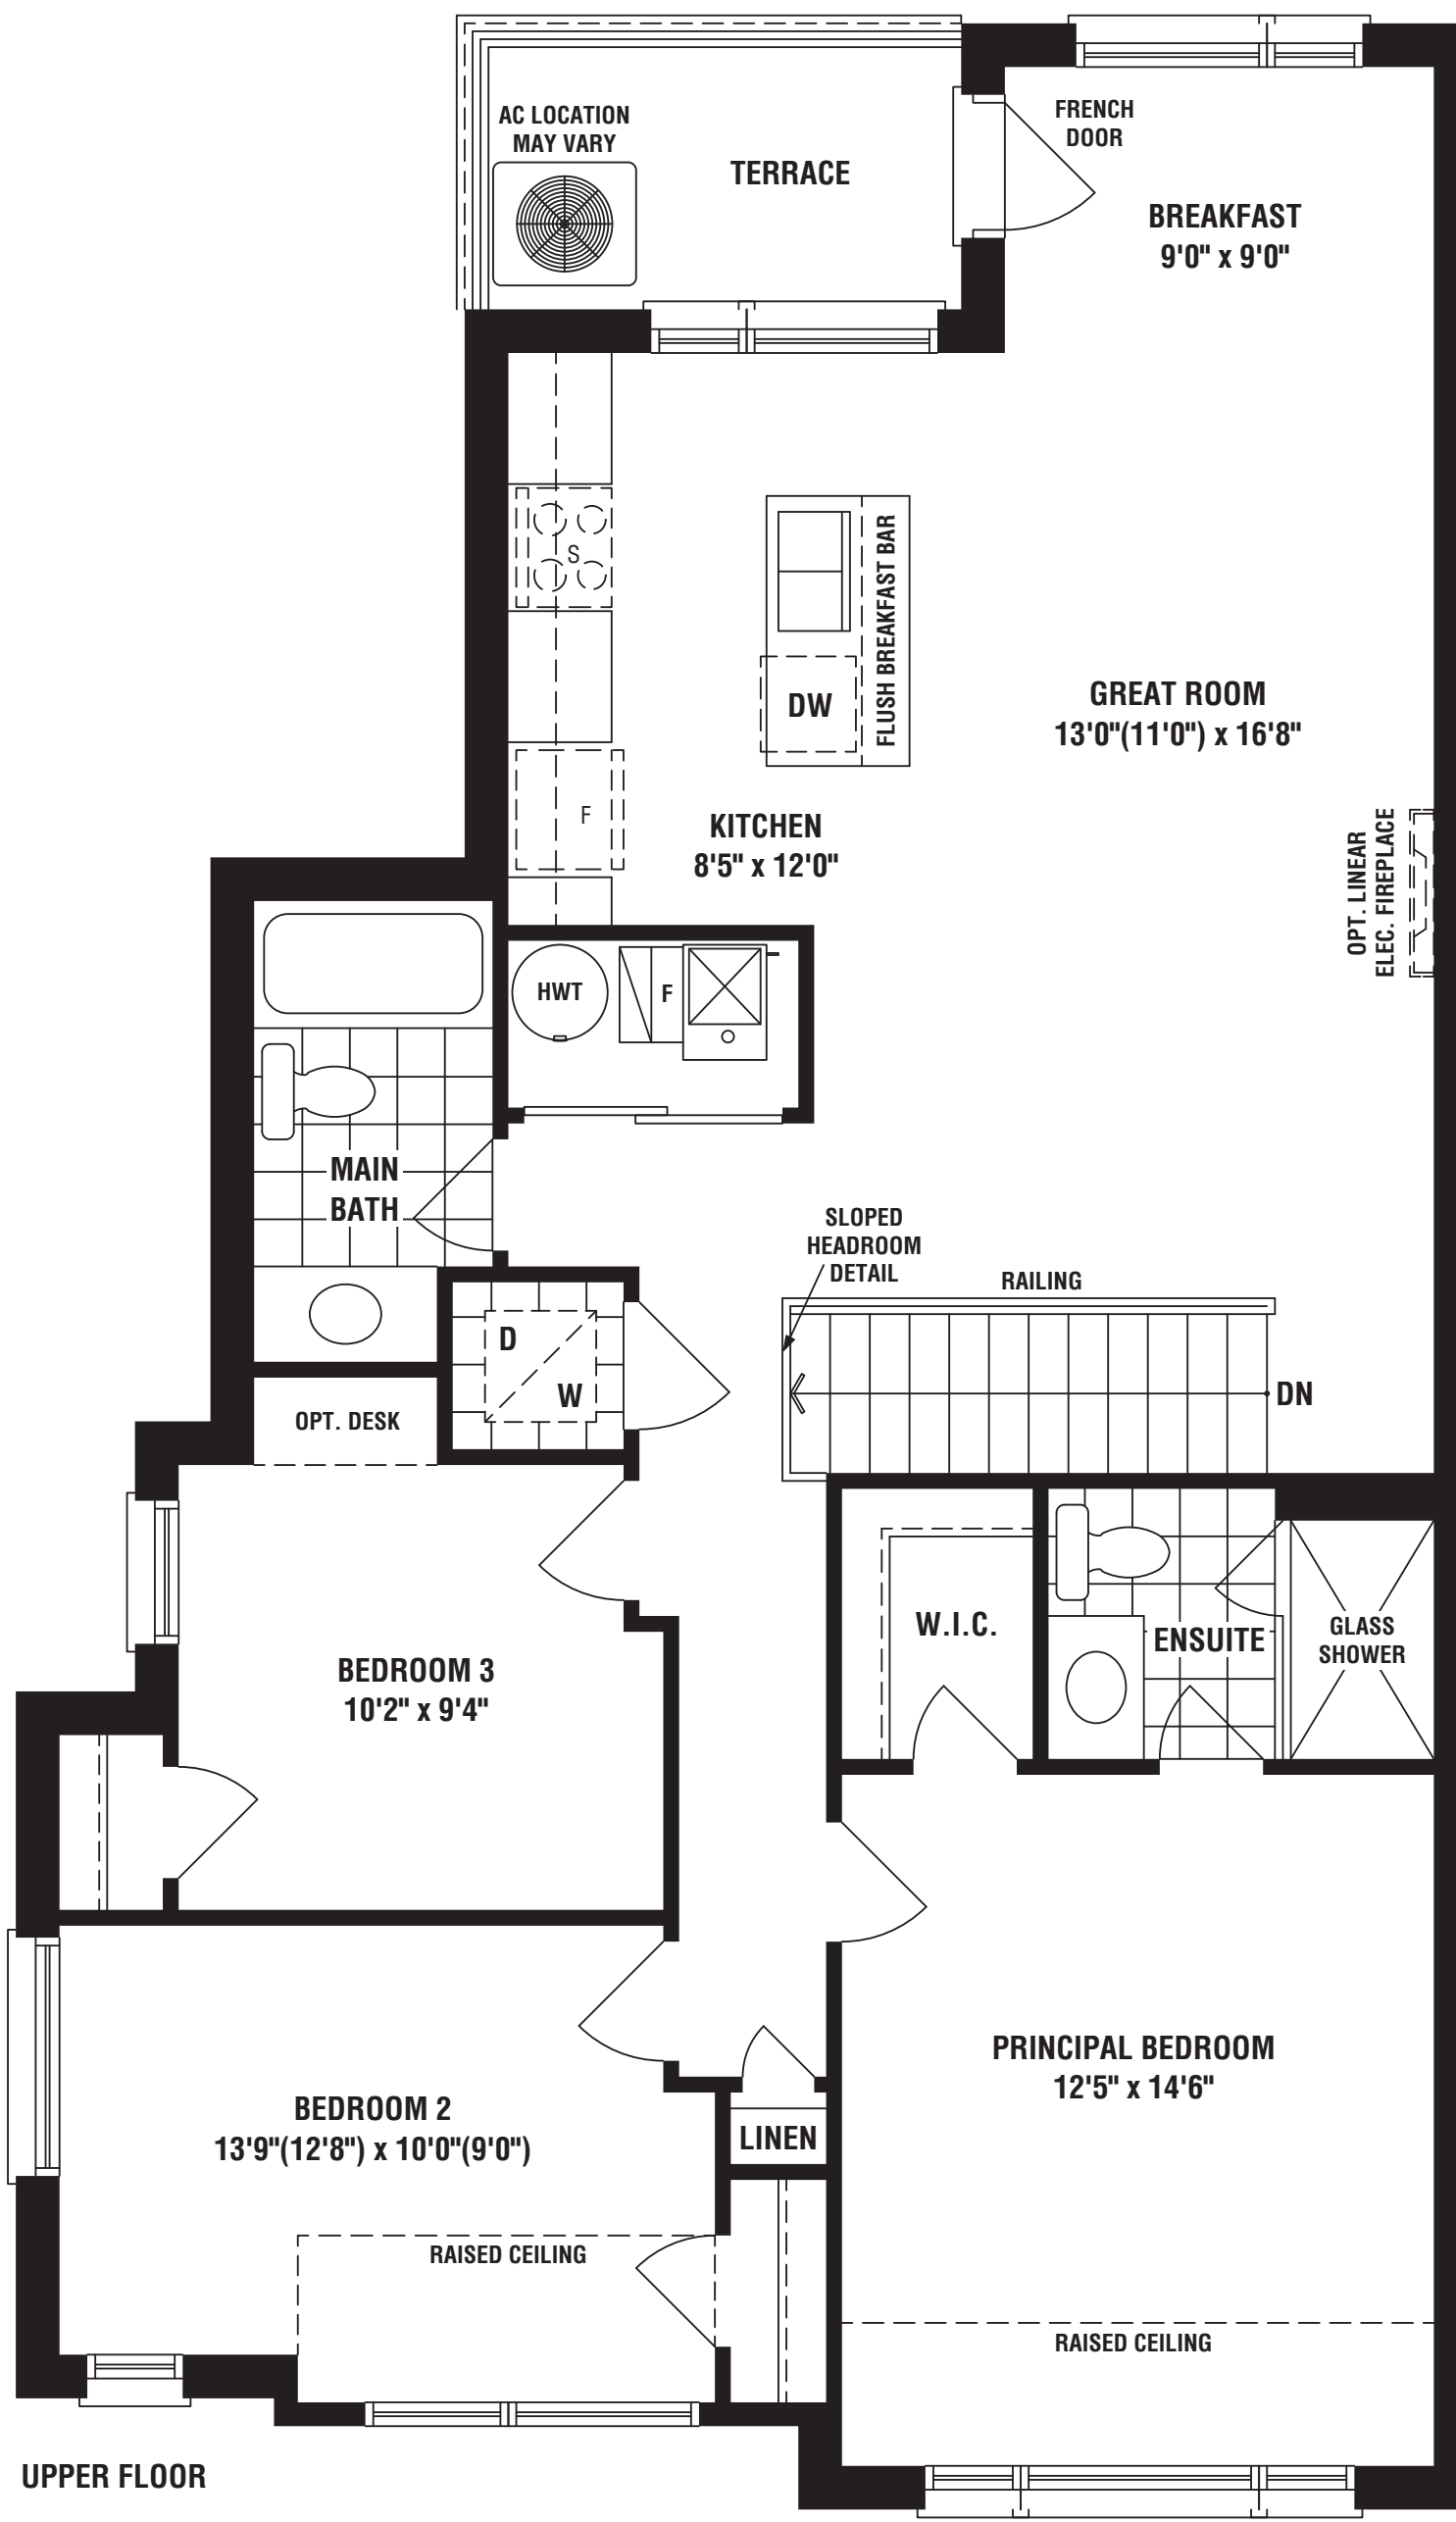 AC LOCATION
MAY VARY
TERRACE
FRENCH
DOOR
BREAKFAST
9'0" x 9'0"
S
FLUSH BREAKFAST BAR
DW
GREAT ROOM
13'0"(11'0") x 16'8"
F
KITCHEN
8'5" x 12'0"
OPT. LINEAR
ELEC. FIREPLACE
HWT
F
MAIN
BATH
SLOPED
HEADROOM
DETAIL
RAILING
D
W
DN
OPT. DESK
W.I.C.
ENSUITE
GLASS
SHOWER
BEDROOM 3
10'2" x 9'4"
PRINCIPAL BEDROOM
12'5" x 14'6"
BEDROOM 2
13'9"(12'8") x 10'0"(9'0")
LINEN
RAISED CEILING
RAISED CEILING
UPPER FLOOR